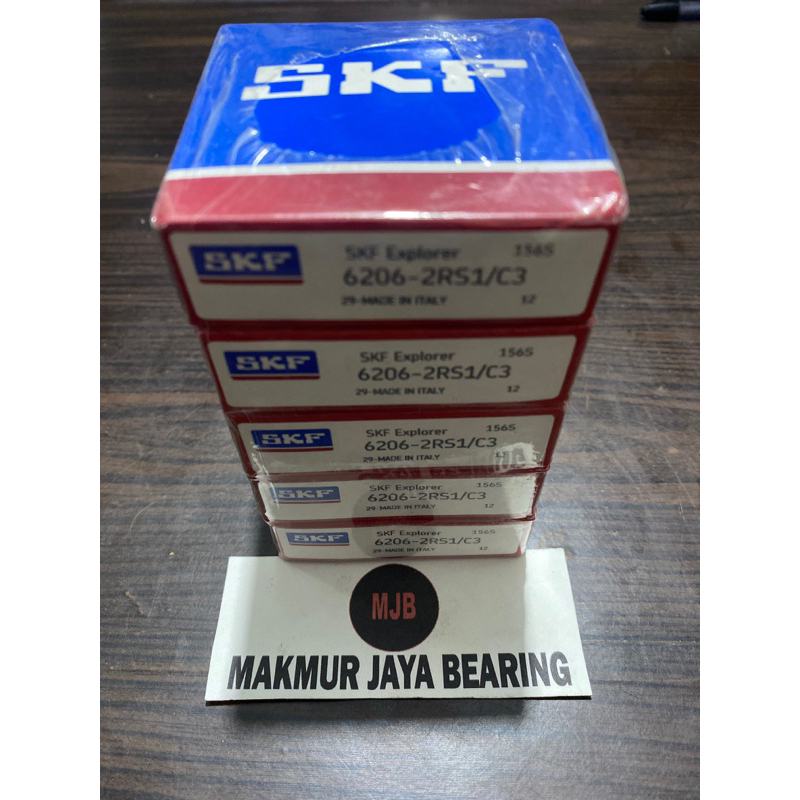 SKF
SKF
SKF Explorer 1565
6206-2RS1/C3
29-MADE IN ITALY 12
SKF
SKF Explorer 1565
6206-2RS1/C3
29-MADE IN ITALY 12
SKF
SKF Explorer 1565
6206-2RS1/C3
29-MADE IN ITALY
SKF
SKF Explorer 1565
6206-2RS1/C3
29-MADE IN ITALY 12
SKF
SKF Explorer 1565
6206-2RS1/C3
29-MADE IN ITALY 12
MJB
MAKMUR JAYA BEARING